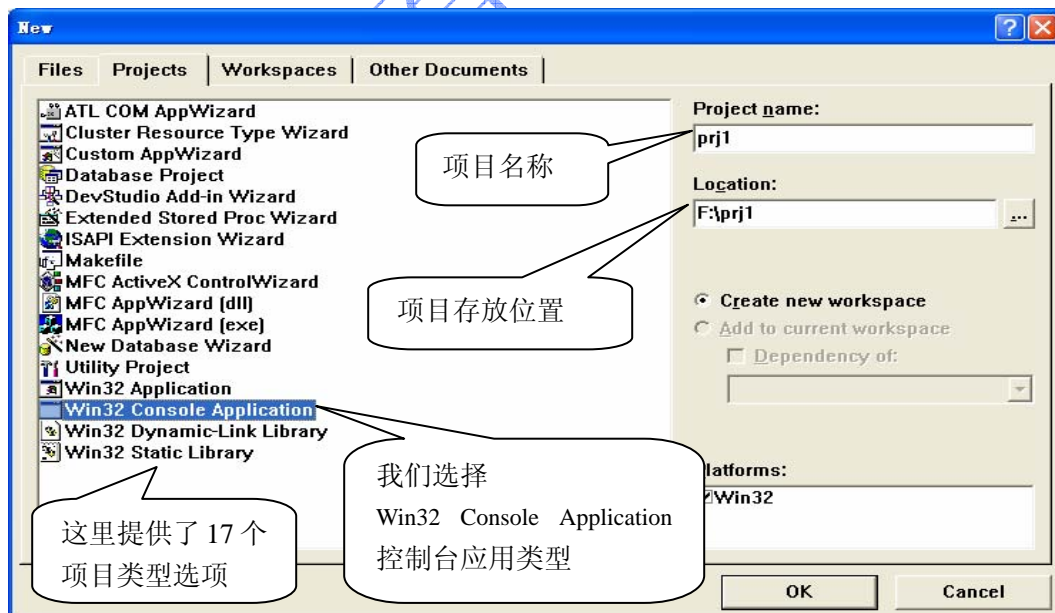 New
Files Projects Workspaces Other Documents
ATL COM AppWizard
Cluster Resource Type Wizard
Custom AppWizard
Database Project
DevStudio Add-in Wizard
Extended Stored Proc Wizard
ISAPI Extension Wizard
Makefile
MFC ActiveX ControlWizard
MFC AppWizard (dll)
MFC AppWizard (exe)
New Database Wizard
Utility Project
Win32 Application
Win32 Console Application
Win32 Dynamic-Link Library
Win32 Static Library
项目名称
项目存放位置
我们选择
Win32 Console Application
控制台应用类型
这里提供了 17 个
项目类型选项
Project name:
prj1
Location:
F:\prj1
...
Create new workspace
Add to current workspace
Dependency of:
latforms:
Win32
OK Cancel